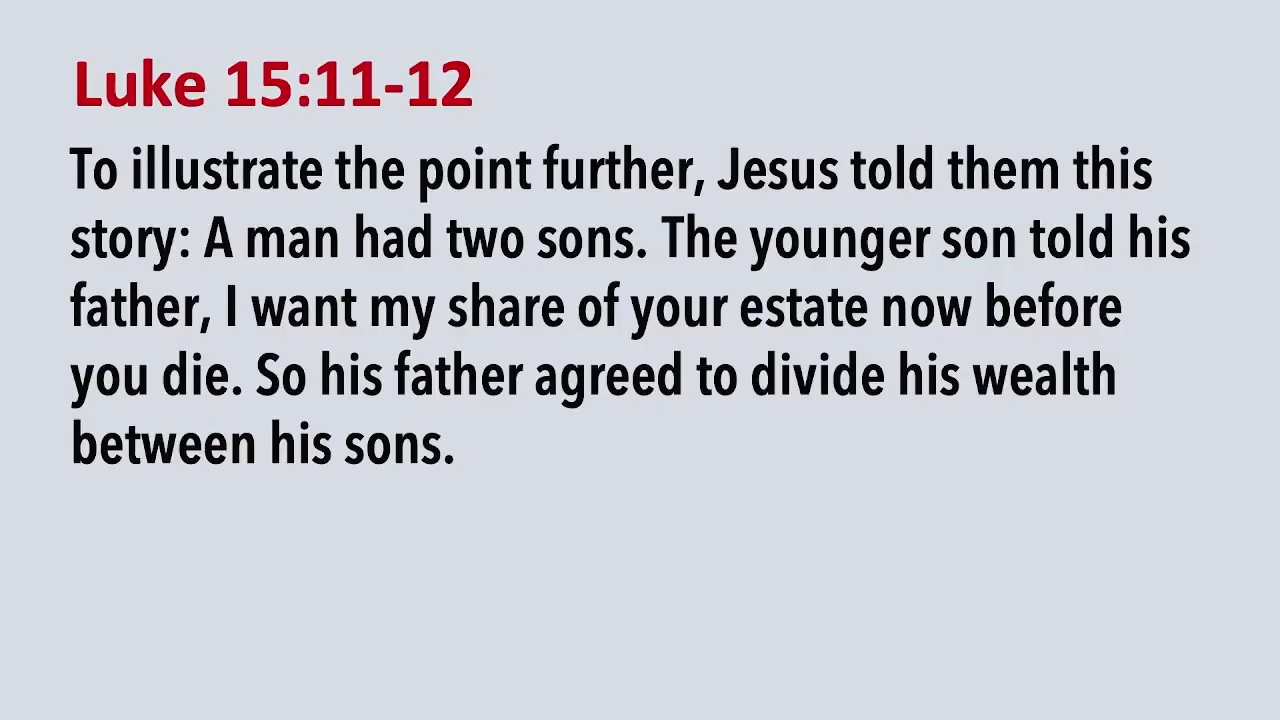 Luke 15:11-12
To illustrate the point further, Jesus told them this
story: A man had two sons. The younger son told his
father, I want my share of your estate now before
you die. So his father agreed to divide his wealth
between his sons.